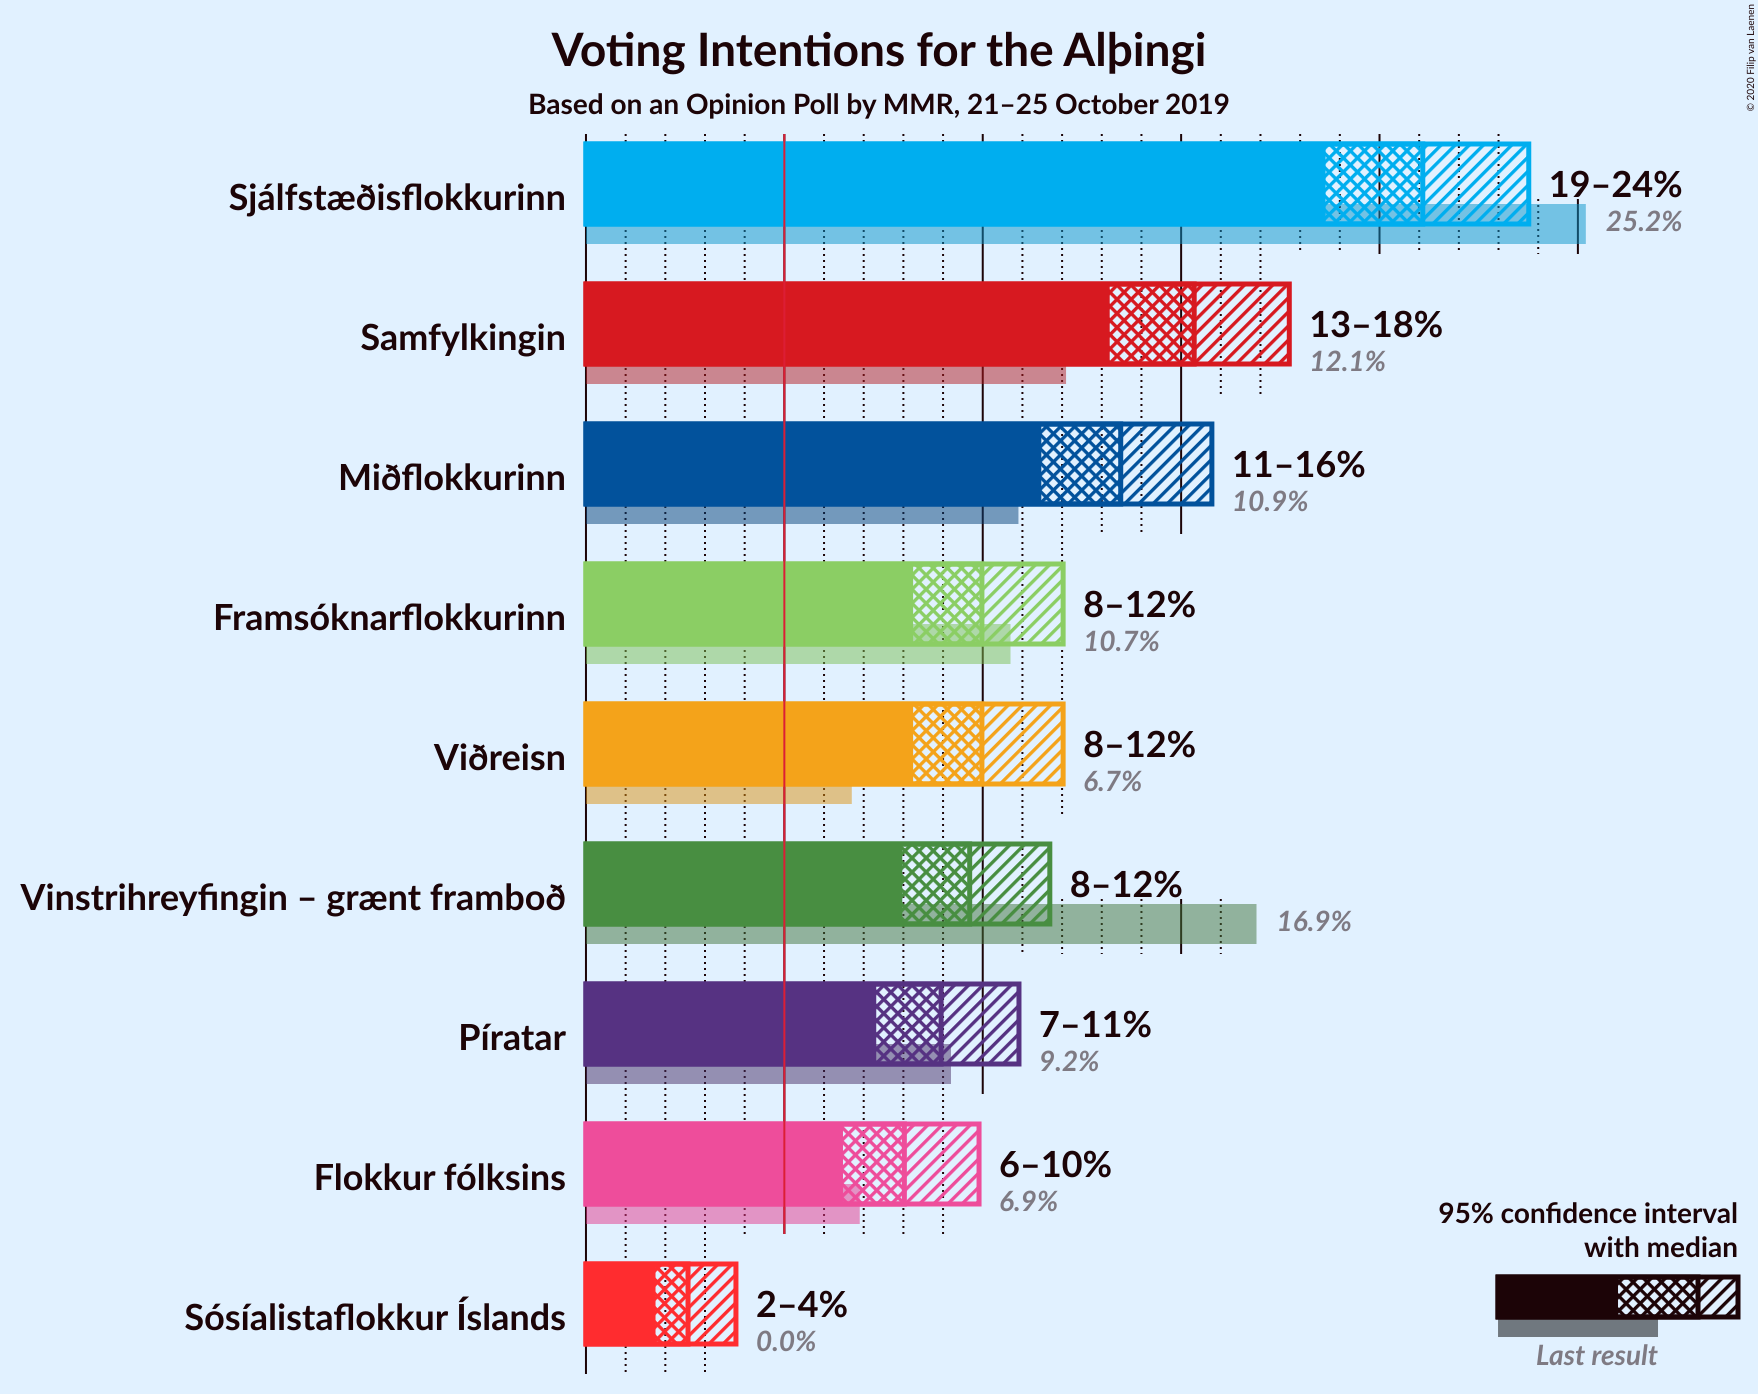 Voting Intentions for the Alþingi
Based on an Opinion Poll by MMR, 21–25 October 2019
© 2020 Filip van Laenen
Sjálfstæðisflokkurinn
19–24%
25.2%
Samfylkingin
13–18%
12.1%
Miðflokkurinn
11–16%
10.9%
Framsóknarflokkurinn
8–12%
10.7%
Viðreisn
8–12%
6.7%
Vinstrihreyfingin – grænt framboð
8–12%
16.9%
Píratar
7–11%
9.2%
Flokkur fólksins
6–10%
6.9%
Sósíalistaflokkur Íslands
2–4%
0.0%
95% confidence interval
with median
Last result